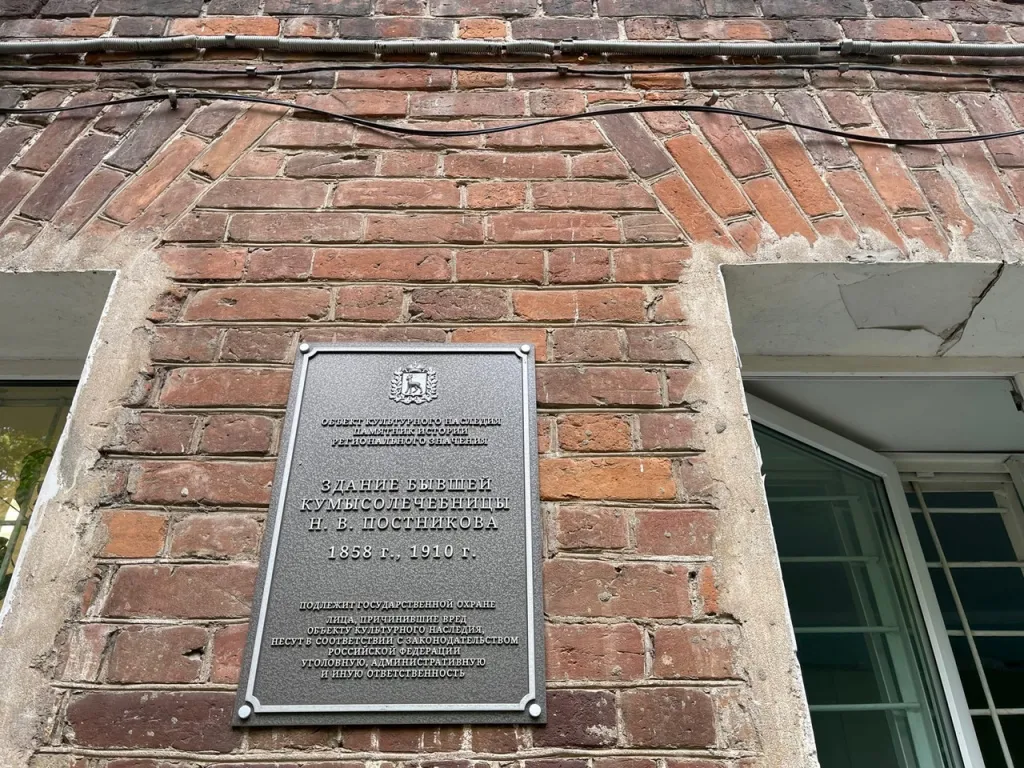 ОБЪЕКТ КУЛЬТУРНОГО НАСЛЕДИЯ
ПАМЯТНИК ИСТОРИИ
РЕГИОНАЛЬНОГО ЗНАЧЕНИЯ
ЗДАНИЕ БЫВШЕЙ
КУМЫСОЛЕЧЕБНИЦЫ
Н. В. ПОСТНИКОВА
1858 г., 1910 г.
ПОДЛЕЖИТ ГОСУДАРСТВЕННОЙ ОХРАНЕ
ЛИЦА, ПРИЧИНИВШИЕ ВРЕД
ОБЪЕКТУ КУЛЬТУРНОГО НАСЛЕДИЯ,
НЕСУТ В СООТВЕТСТВИИ С ЗАКОНОДАТЕЛЬСТВОМ
РОССИЙСКОЙ ФЕДЕРАЦИИ
УГОЛОВНУЮ, АДМИНИСТРАТИВНУЮ
И ИНУЮ ОТВЕТСТВЕННОСТЬ